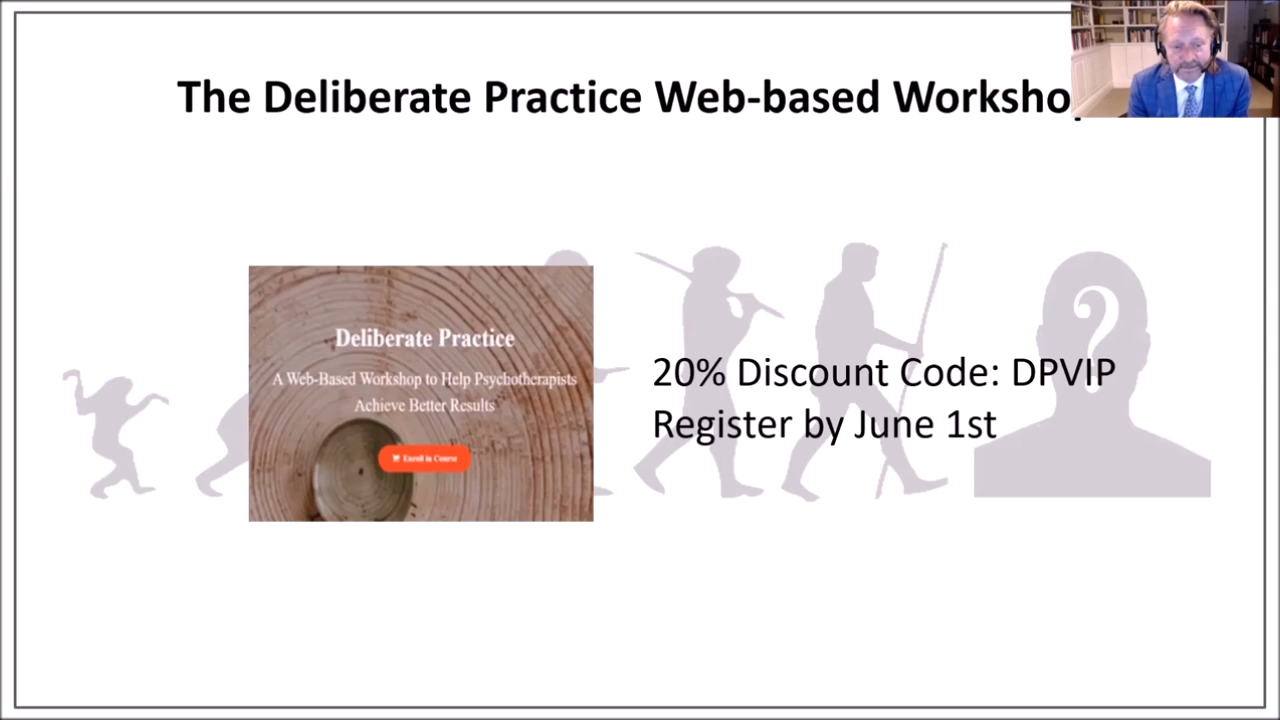 The Deliberate Practice Web-based Workshop
Deliberate Practice
A Web-Based Workshop to Help Psychotherapists
Achieve Better Results
Enroll in Course
?
20% Discount Code: DPVIP
Register by June 1st